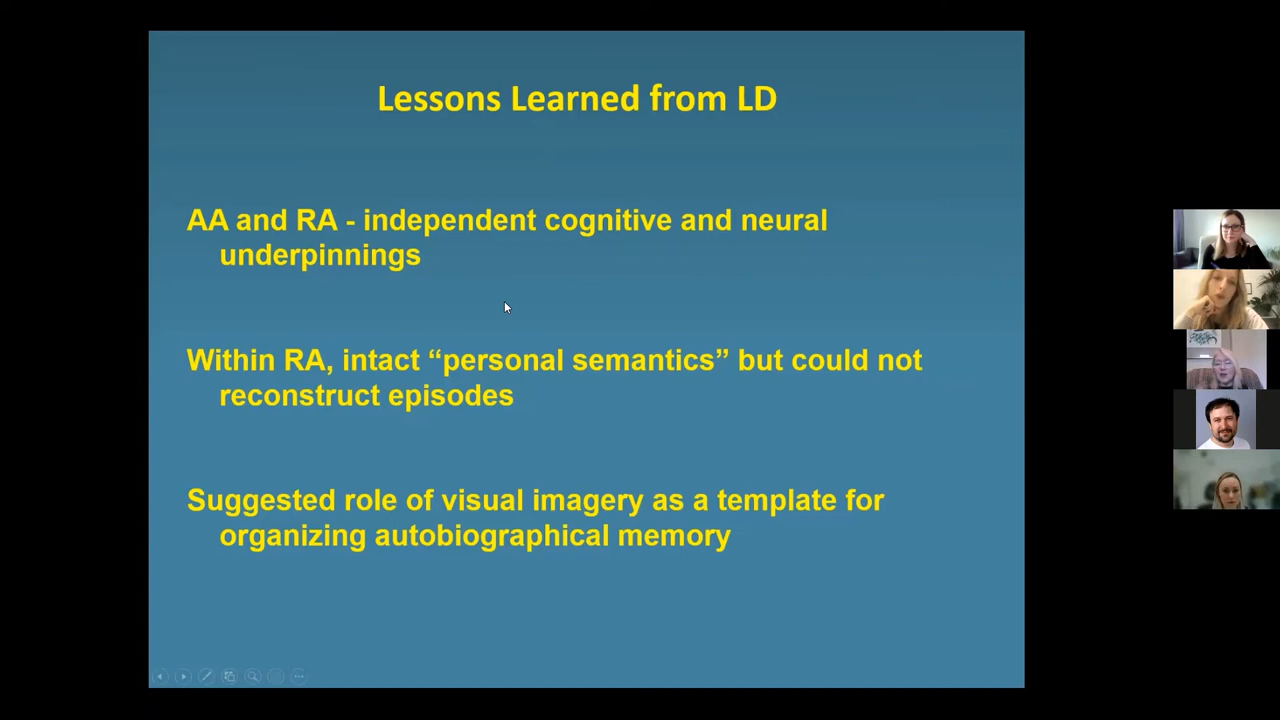 Lessons Learned from LD
AA and RA - independent cognitive and neural
underpinnings
Within RA, intact “personal semantics” but could not
reconstruct episodes
Suggested role of visual imagery as a template for
organizing autobiographical memory